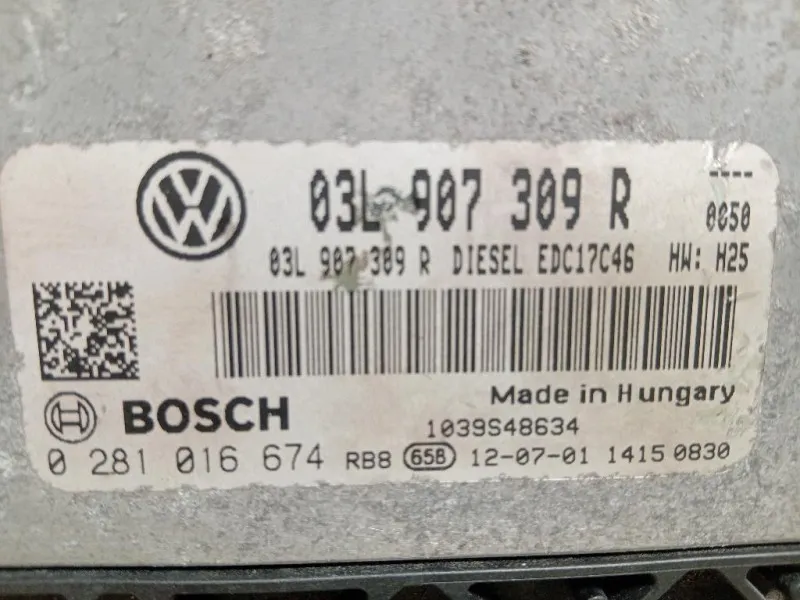 03L 907 309 R ----
0050
03L 907 309 R DIESEL EDC17C46 HW: H25
Made in Hungary
BOSCH
1039S48634
0 281 016 674 RB8 658 12-07-01 1415 0830